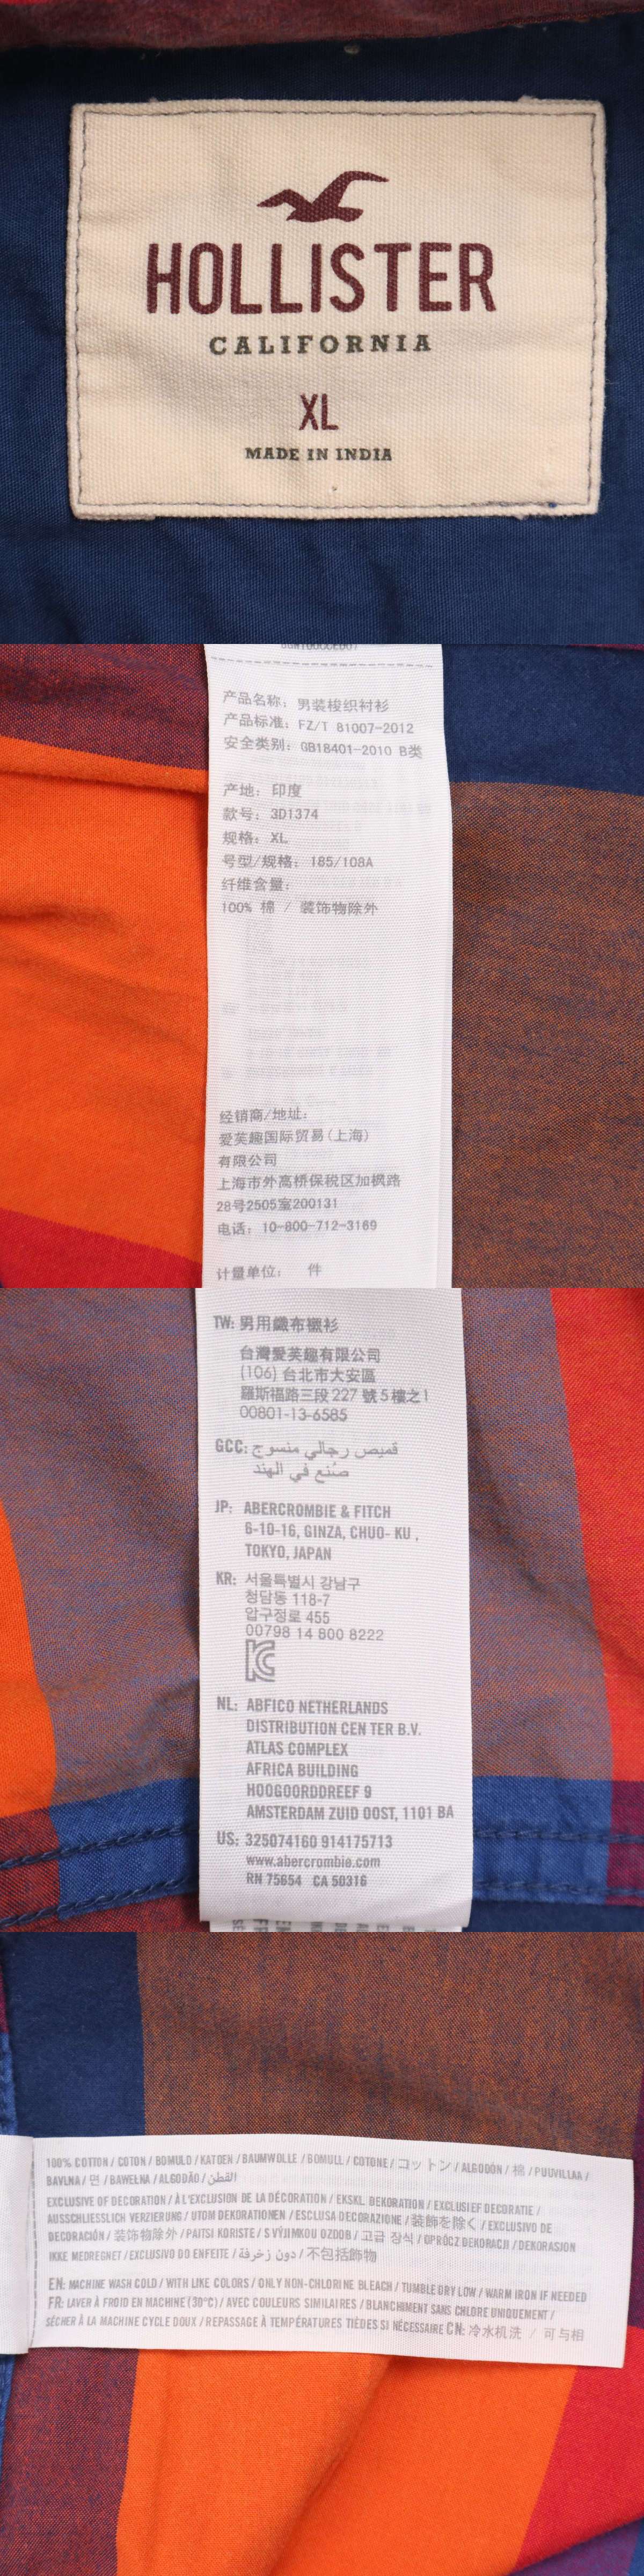 HOLLISTER
CALIFORNIA
XL
MADE IN INDIA
产品名称: 男装梭织衬衫
产品标准: FZ/T 81007-2012
安全类别: GB18401-2010 B类
产地: 印度
款号: 3D1374
规格: XL
号型/规格: 185/108A
纤维含量:
100% 棉 / 装饰物除外
经销商/地址:
爱芙趣国际贸易(上海)
有限公司
上海市外高桥保税区加枫路
28号2505室200131
电话: 10-800-712-3169
计量单位: 件
TW: 男用織布襯衫
台灣愛芙趣有限公司
(106) 台北市大安區
羅斯福路三段 227 號 5 樓之1
00801-13-6585
GCC: قميص رجالي منسوج
صُنع في الهند
JP: ABERCROMBIE & FITCH
6-10-16, GINZA, CHUO- KU ,
TOKYO, JAPAN
KR: 서울특별시 강남구
청담동 118-7
압구정로 455
00798 14 800 8222
NL: ABFICO NETHERLANDS
DISTRIBUTION CEN TER B.V.
ATLAS COMPLEX
AFRICA BUILDING
HOOGOORDDREEF 9
AMSTERDAM ZUID OOST, 1101 BA
US: 325074160 914175713
www.abercrombie.com
RN 75654 CA 50316
100% COTTON / COTON / BOMULD / KATOEN / BAUMWOLLE / BOMULL / COTONE / コットン / ALGODÓN / 棉 / PUUVILLAA /
BAVLNA / 면 / BAWEŁNA / ALGODÃO / القطن
EXCLUSIVE OF DECORATION / À L'EXCLUSION DE LA DÉCORATION / EKSKL. DEKORATION / EXCLUSIEF DECORATIE /
AUSSCHLIESSLICH VERZIERUNG / UTOM DEKORATIONEN / ESCLUSA DECORAZIONE / 装飾を除く / EXCLUSIVO DE
DECORACIÓN / 装饰物除外 / PAITSI KORISTE / S VÝJIMKOU OZDOB / 고급 장식 / OPRÓCZ DEKORACJI / DEKORASJON
IKKE MEDREGNET / EXCLUSIVO DO ENFEITE / دون زخرفة / 不包括飾物
EN: MACHINE WASH COLD / WITH LIKE COLORS / ONLY NON-CHLORINE BLEACH / TUMBLE DRY LOW / WARM IRON IF NEEDED
FR: LAVER À FROID EN MACHINE (30°C) / AVEC COULEURS SIMILAIRES / BLANCHIMENT SANS CHLORE UNIQUEMENT /
SÉCHER À LA MACHINE CYCLE DOUX / REPASSAGE À TEMPÉRATURES TIÈDES SI NÉCESSAIRE CN: 冷水机洗 / 可与相